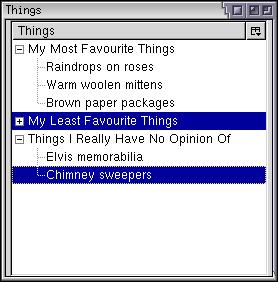 Things
Things
My Most Favourite Things
Raindrops on roses
Warm woolen mittens
Brown paper packages
My Least Favourite Things
Things I Really Have No Opinion Of
Elvis memorabilia
Chimney sweepers